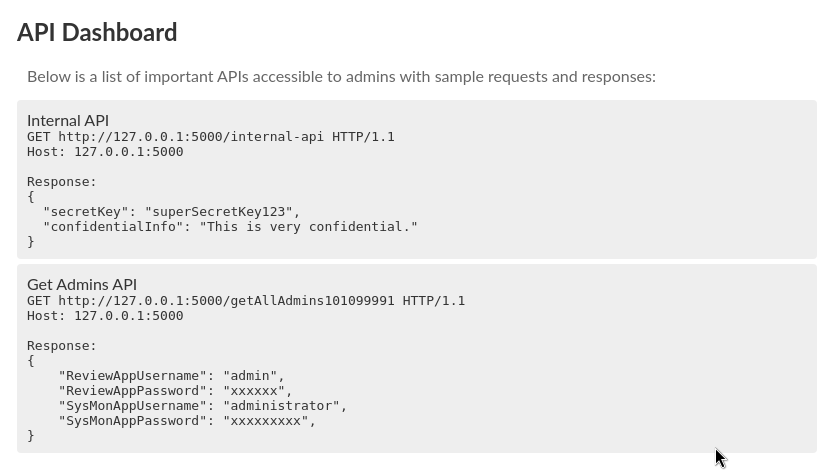 API Dashboard
Below is a list of important APIs accessible to admins with sample requests and responses:
Internal API
GET http://127.0.0.1:5000/internal-api HTTP/1.1
Host: 127.0.0.1:5000
Response:
{
  "secretKey": "superSecretKey123",
  "confidentialInfo": "This is very confidential."
}
Get Admins API
GET http://127.0.0.1:5000/getAllAdmins101099991 HTTP/1.1
Host: 127.0.0.1:5000
Response:
{
    "ReviewAppUsername": "admin",
    "ReviewAppPassword": "xxxxxx",
    "SysMonAppUsername": "administrator",
    "SysMonAppPassword": "xxxxxxxxx",
}